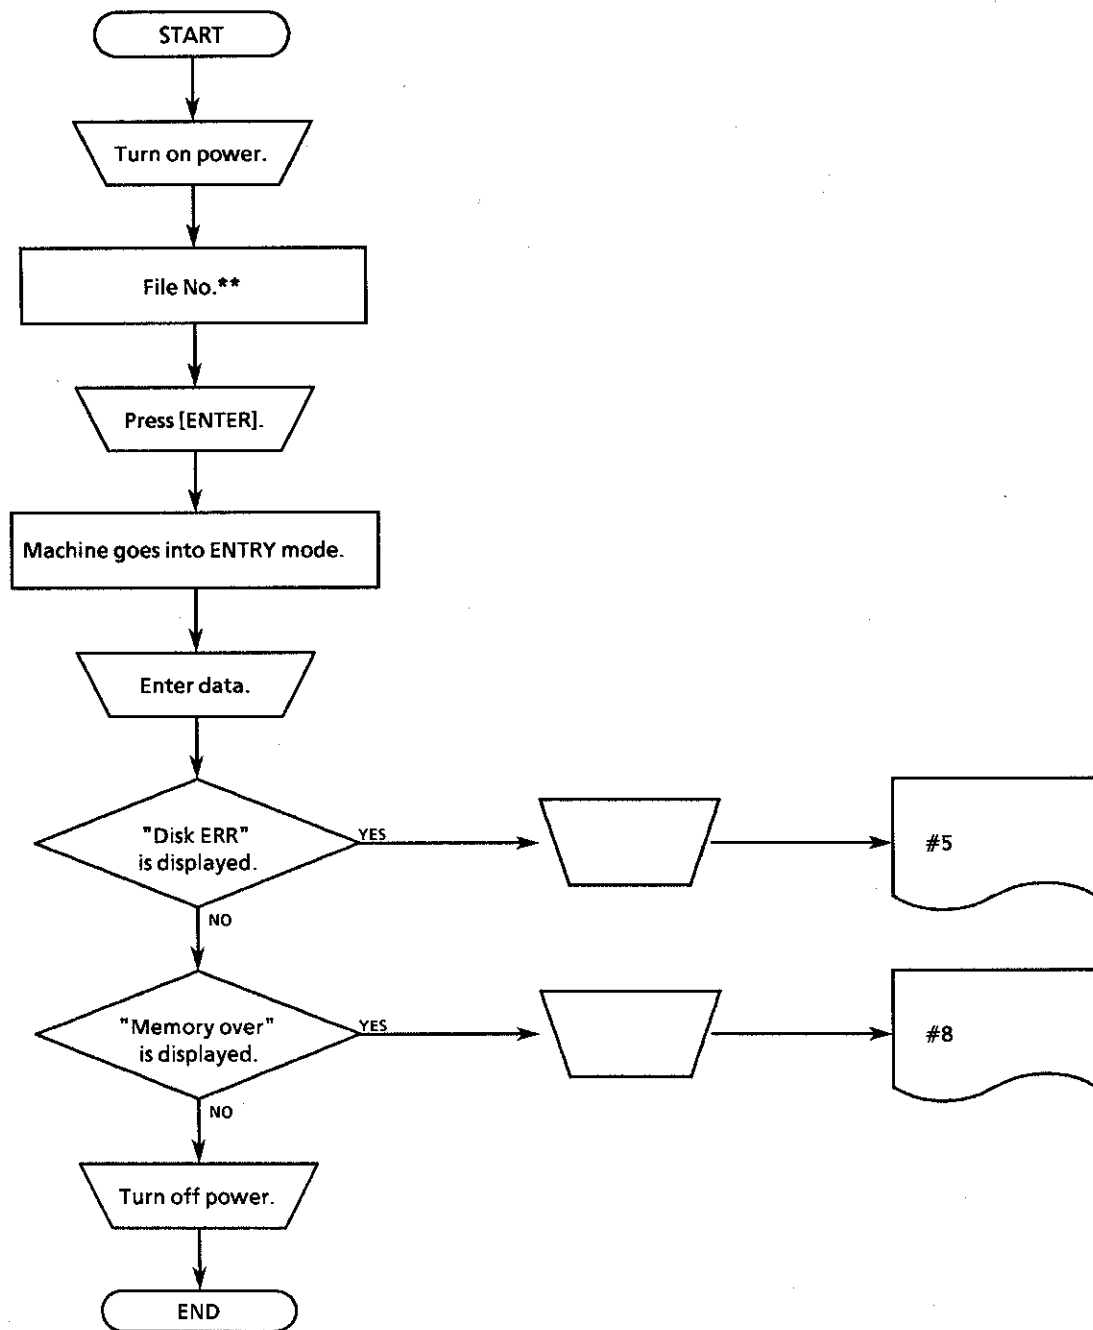 START
Turn on power.
File No.**
Press [ENTER].
Machine goes into ENTRY mode.
Enter data.
"Disk ERR"
is displayed.
YES
#5
NO
"Memory over"
is displayed.
YES
#8
NO
Turn off power.
END